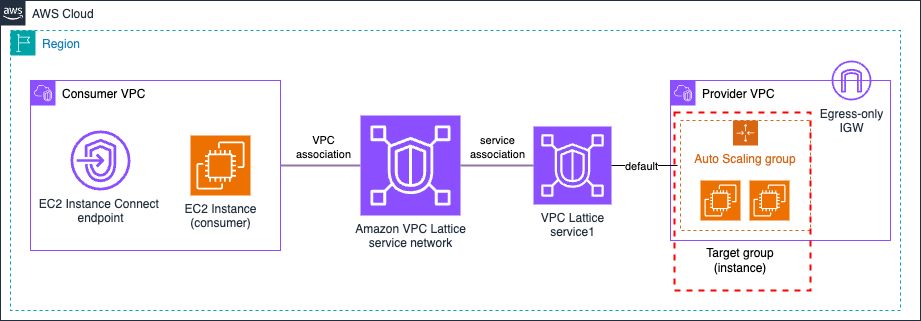 aws
AWS Cloud
Region
Consumer VPC
EC2 Instance Connect
endpoint
EC2 Instance
(consumer)
VPC
association
Amazon VPC Lattice
service network
service
association
VPC Lattice
service1
default
Provider VPC
Egress-only
IGW
Auto Scaling group
Target group
(instance)